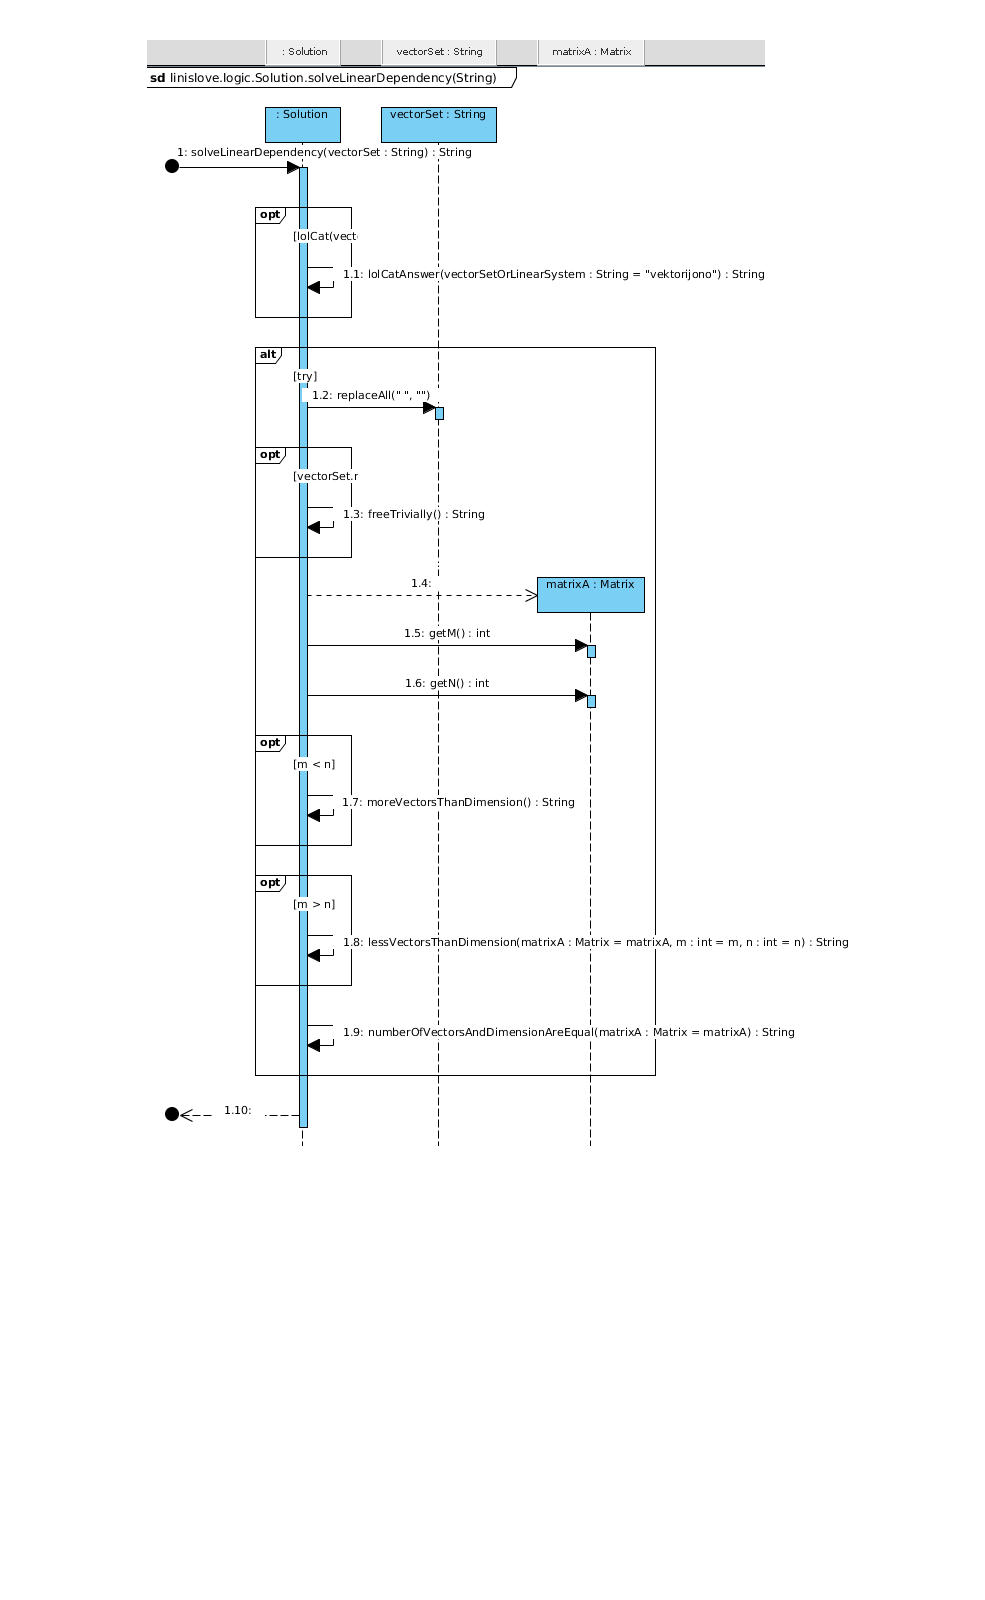 : Solution vectorSet : String matrixA : Matrix
sd linislove.logic.Solution.solveLinearDependency(String)
: Solution vectorSet : String
1: solveLinearDependency(vectorSet : String) : String
opt
[lolCat(vect
1.1: lolCatAnswer(vectorSetOrLinearSystem : String = "vektorijono") : String
alt
[try]
1.2: replaceAll(" ", "")
opt
[vectorSet.r
1.3: freeTrivially() : String
1.4:
matrixA : Matrix
1.5: getM() : int
1.6: getN() : int
opt
[m < n]
1.7: moreVectorsThanDimension() : String
opt
[m > n]
1.8: lessVectorsThanDimension(matrixA : Matrix = matrixA, m : int = m, n : int = n) : String
1.9: numberOfVectorsAndDimensionAreEqual(matrixA : Matrix = matrixA) : String
1.10: